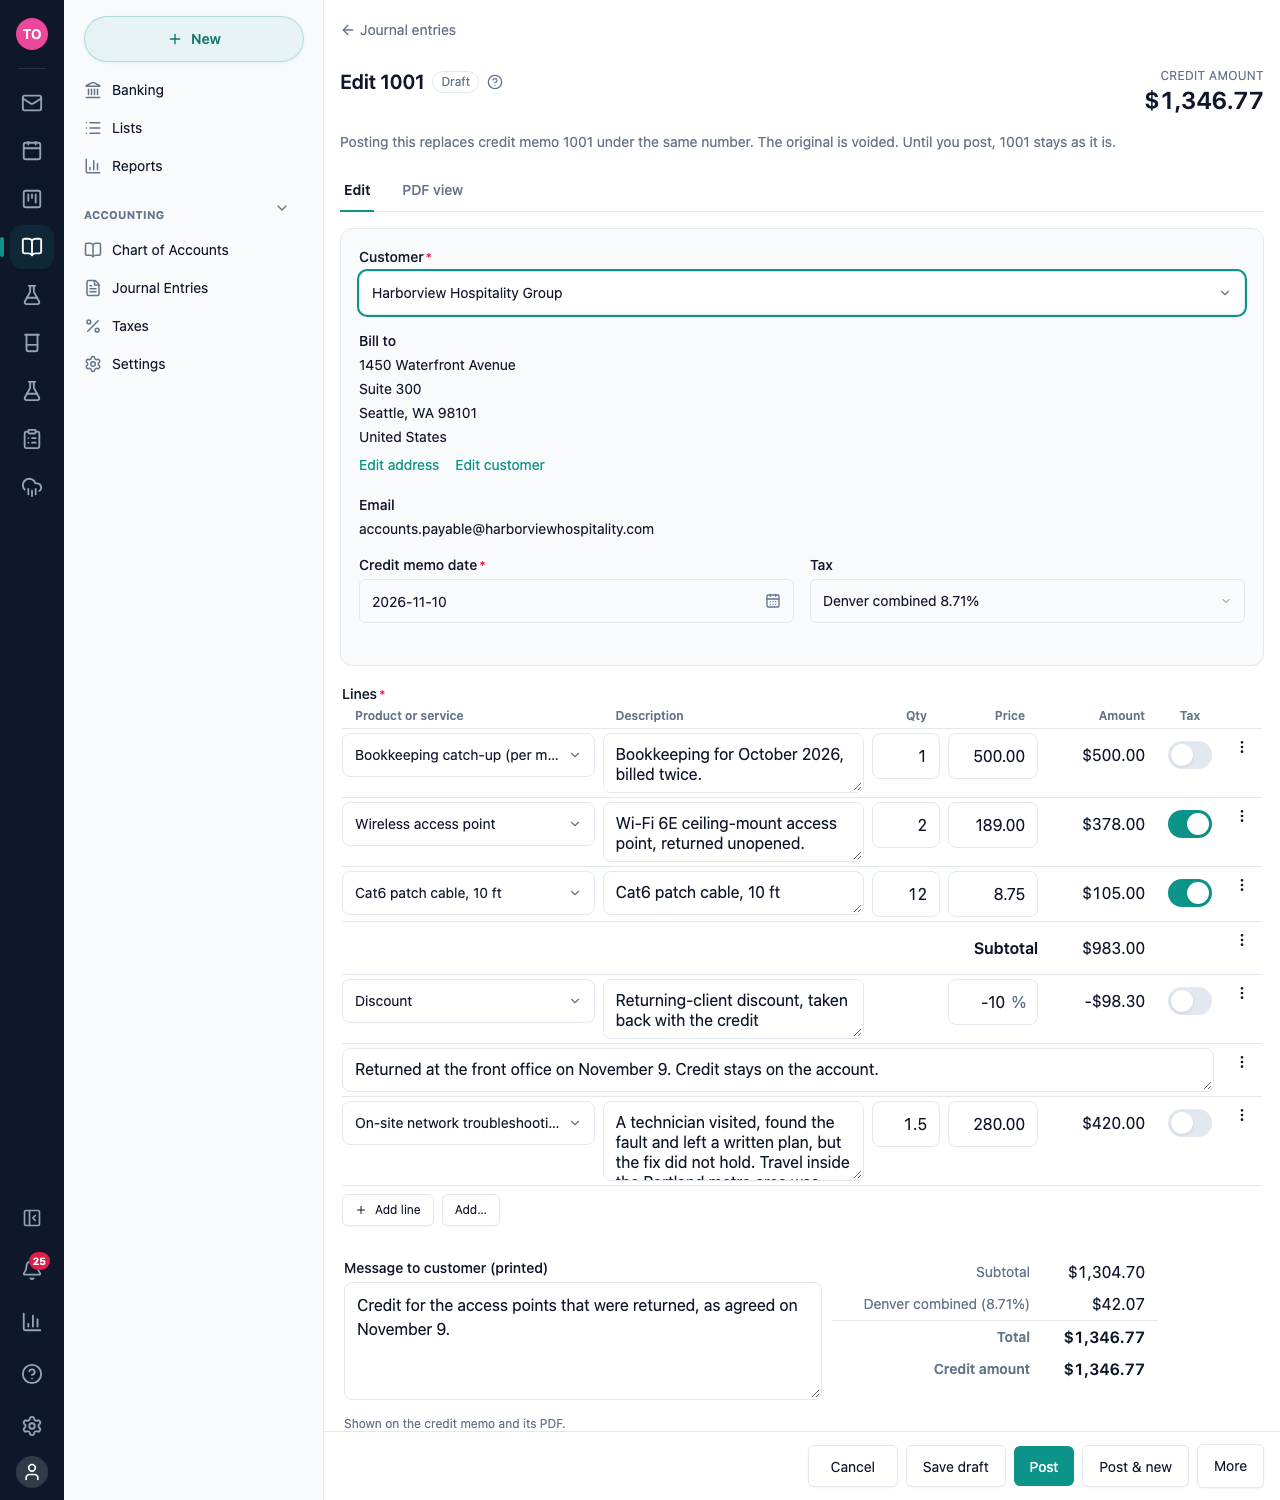 TO
New
Banking
Lists
Reports
ACCOUNTING
Chart of Accounts
Journal Entries
Taxes
Settings
25
Journal entries
Edit 1001 Draft
CREDIT AMOUNT
$1,346.77
Posting this replaces credit memo 1001 under the same number. The original is voided. Until you post, 1001 stays as it is.
Edit PDF view
Customer*
Harborview Hospitality Group
Bill to
1450 Waterfront Avenue
Suite 300
Seattle, WA 98101
United States
Edit address Edit customer
Email
accounts.payable@harborviewhospitality.com
Credit memo date* Tax
2026-11-10 Denver combined 8.71%
Lines*
Product or service Description Qty Price Amount Tax
Bookkeeping catch-up (per m... Bookkeeping for October 2026, 1 500.00 $500.00
billed twice.
Wireless access point Wi-Fi 6E ceiling-mount access 2 189.00 $378.00
point, returned unopened.
Cat6 patch cable, 10 ft Cat6 patch cable, 10 ft 12 8.75 $105.00
Subtotal $983.00
Discount Returning-client discount, taken -10 % -$98.30
back with the credit
Returned at the front office on November 9. Credit stays on the account.
On-site network troubleshooti... A technician visited, found the 1.5 280.00 $420.00
fault and left a written plan, but
the fix did not hold. Travel inside
the Portland metro area was
Add line Add...
Message to customer (printed)
Credit for the access points that were returned, as agreed on
November 9.
Shown on the credit memo and its PDF.
Subtotal $1,304.70
Denver combined (8.71%) $42.07
Total $1,346.77
Credit amount $1,346.77
Cancel Save draft Post Post & new More